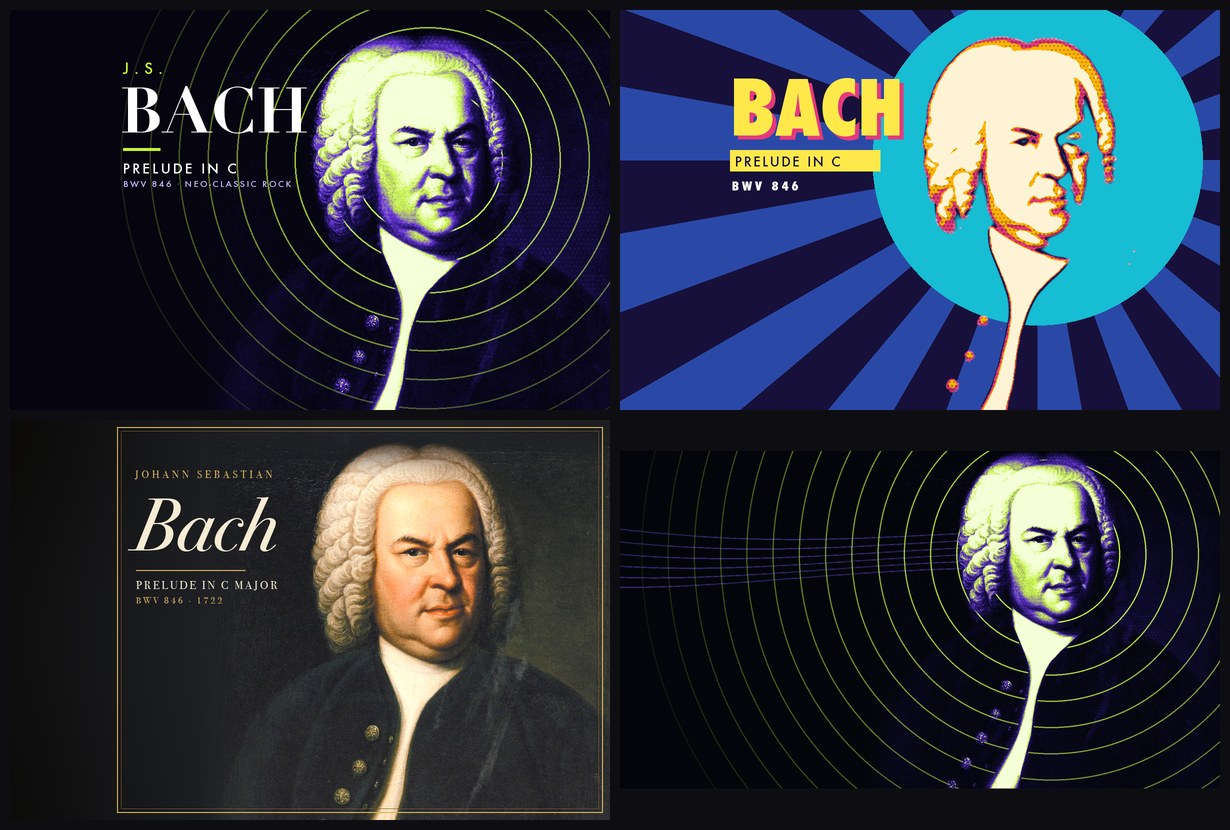 J.S.
BACH
PRELUDE IN C
BWV 846 · NEO-CLASSIC ROCK
BACH
PRELUDE IN C
BWV 846
JOHANN SEBASTIAN
Bach
PRELUDE IN C MAJOR
BWV 846 · 1722